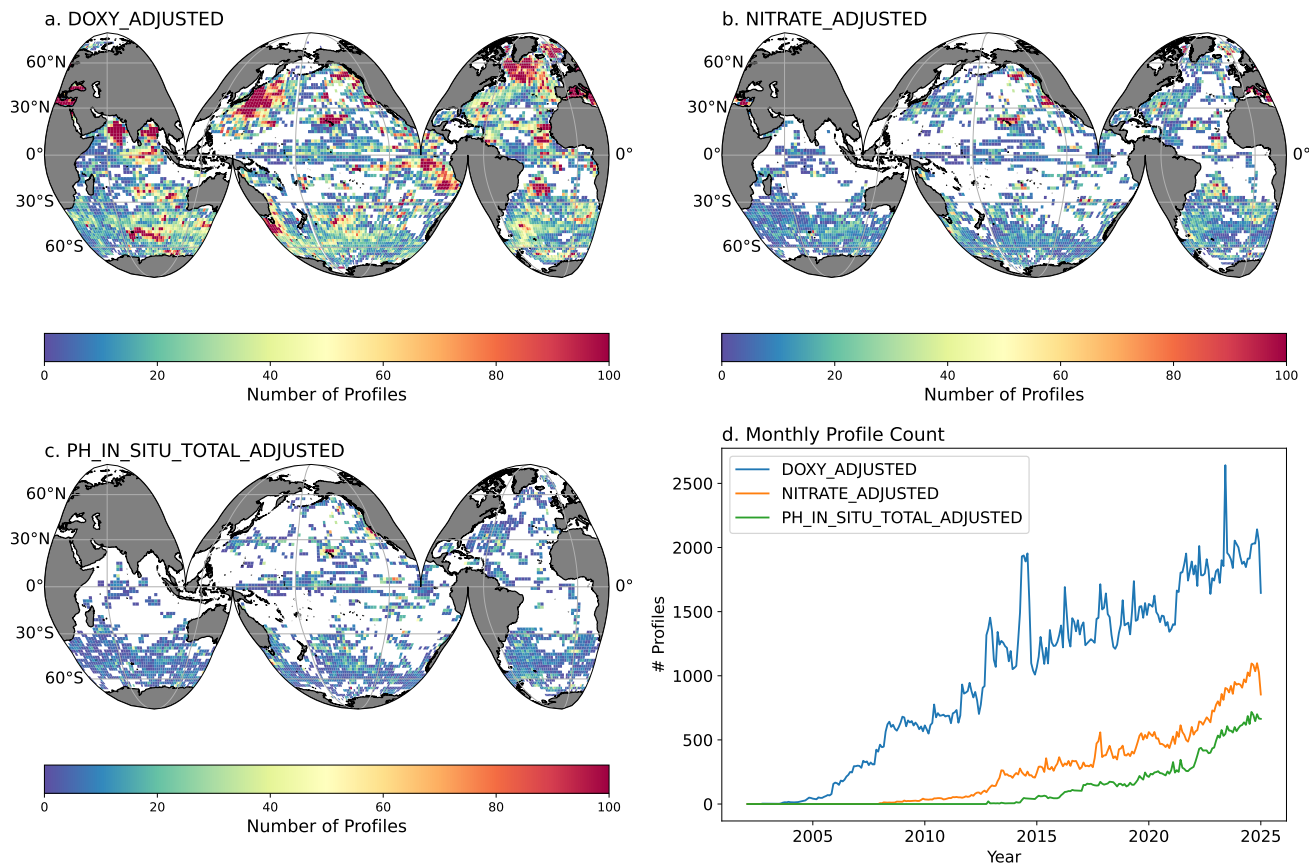 a. DOXY_ADJUSTED
60°N
30°N
0°
0°
30°S
60°S
0 20 40 60 80 100
Number of Profiles
b. NITRATE_ADJUSTED
60°N
30°N
0°
0°
30°S
60°S
0 20 40 60 80 100
Number of Profiles
c. PH_IN_SITU_TOTAL_ADJUSTED
60°N
30°N
0°
0°
30°S
60°S
0 20 40 60 80 100
Number of Profiles
d. Monthly Profile Count
DOXY_ADJUSTED
NITRATE_ADJUSTED
PH_IN_SITU_TOTAL_ADJUSTED
# Profiles
2500
2000
1500
1000
500
0
2005 2010 2015 2020 2025
Year